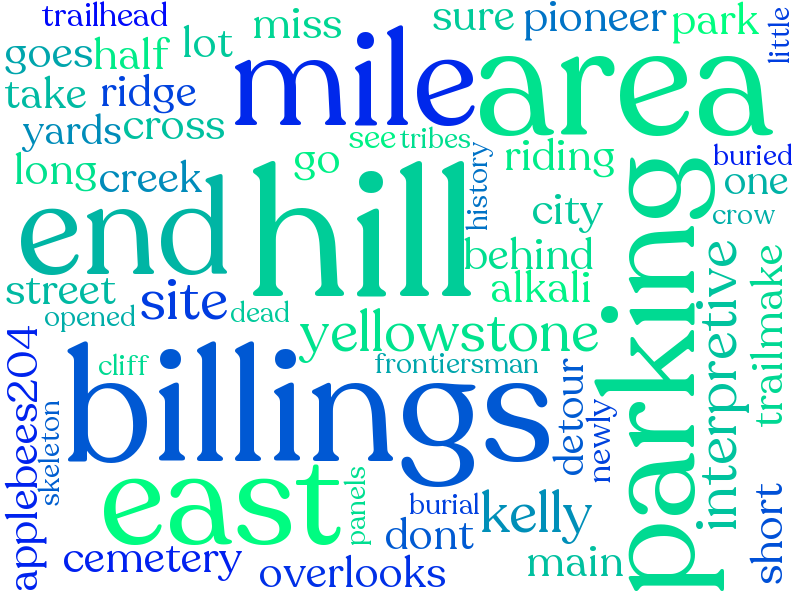 trailhead
miss
sure pioneer park
little
goes half lot
mile area
take ridge
yards cross
see tribes
history
riding
buried
long creek
go
one
end hill
city
crow
behind
parking
street site
alkali
interpretive
trailmake
opened dead
yellowstone
cliff
frontiersman
applebees204
billings
detour
skeleton
newly
east
panels
burial kelly
short
dont
cemetery overlooks
main